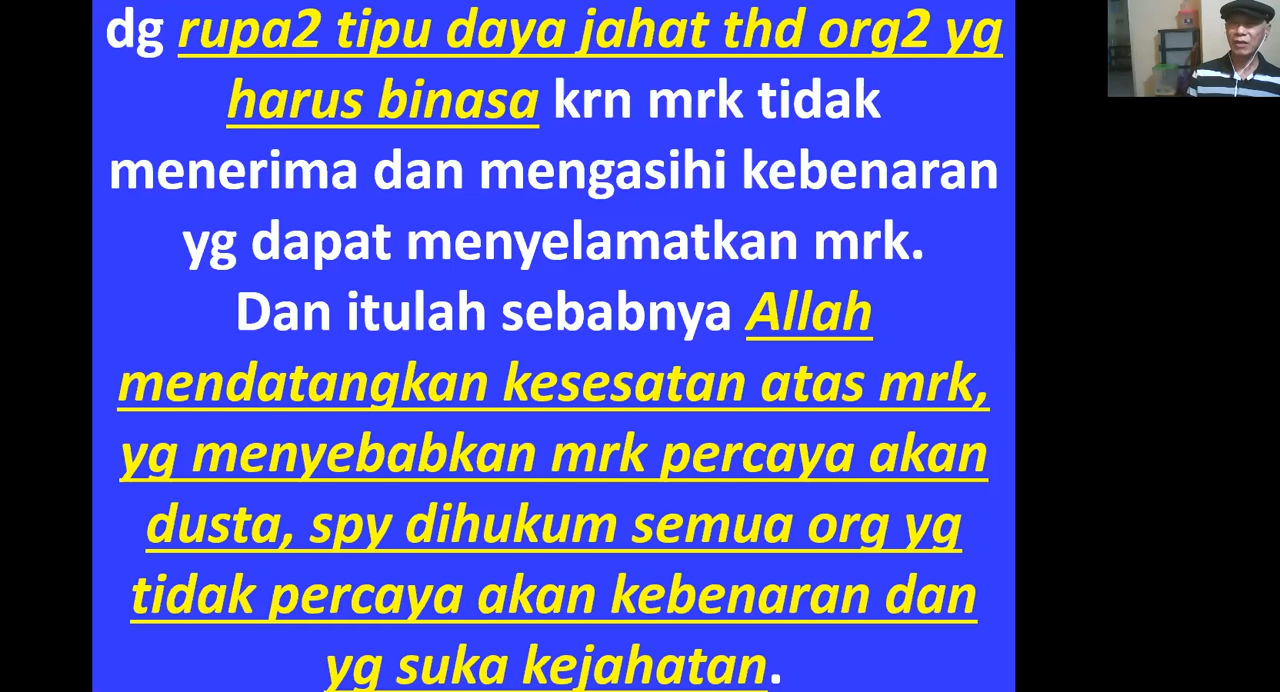 dg rupa2 tipu daya jahat thd org2 yg
harus binasa krn mrk tidak
menerima dan mengasihi kebenaran
yg dapat menyelamatkan mrk.
Dan itulah sebabnya Allah
mendatangkan kesesatan atas mrk,
yg menyebabkan mrk percaya akan
dusta, spy dihukum semua org yg
tidak percaya akan kebenaran dan
yg suka kejahatan.